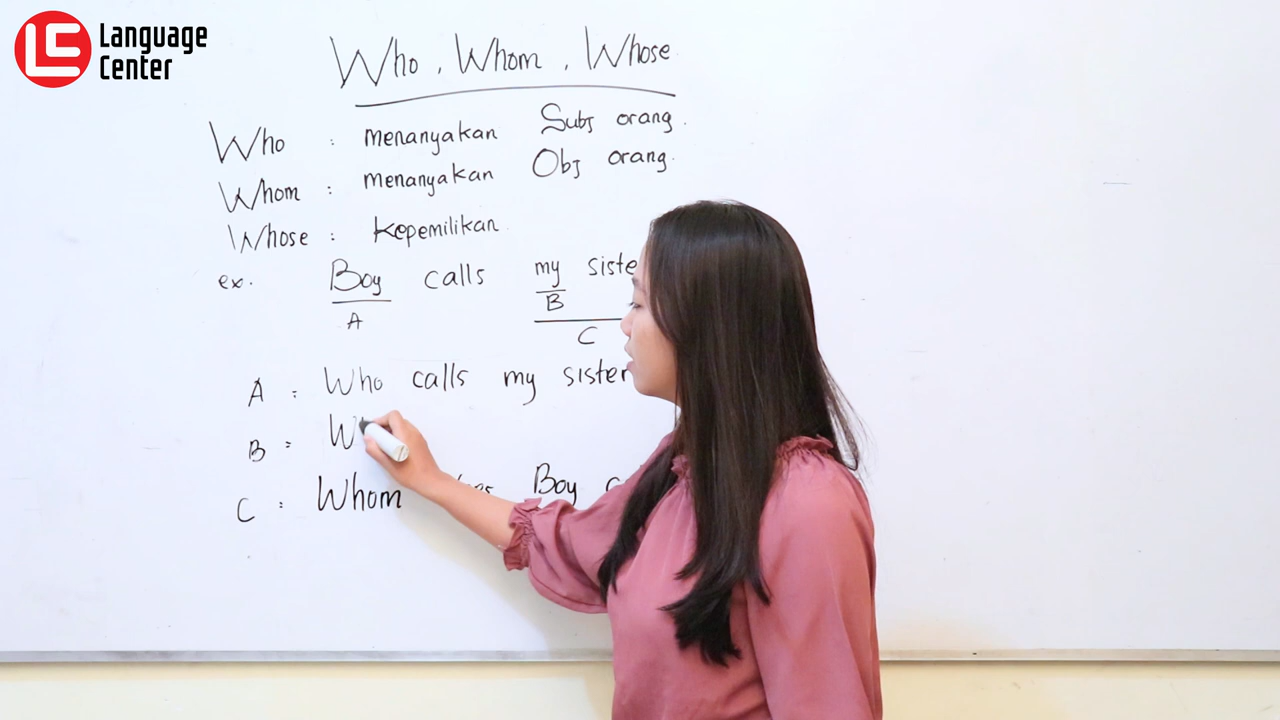 LC Language
Center
Who, Whom, Whose
Who : menanyakan Subj orang.
Whom : menanyakan Obj orang.
Whose : Kepemilikan.
ex. Boy calls my
A B
C
A : Who calls my sister
B :
C : Whom Boy